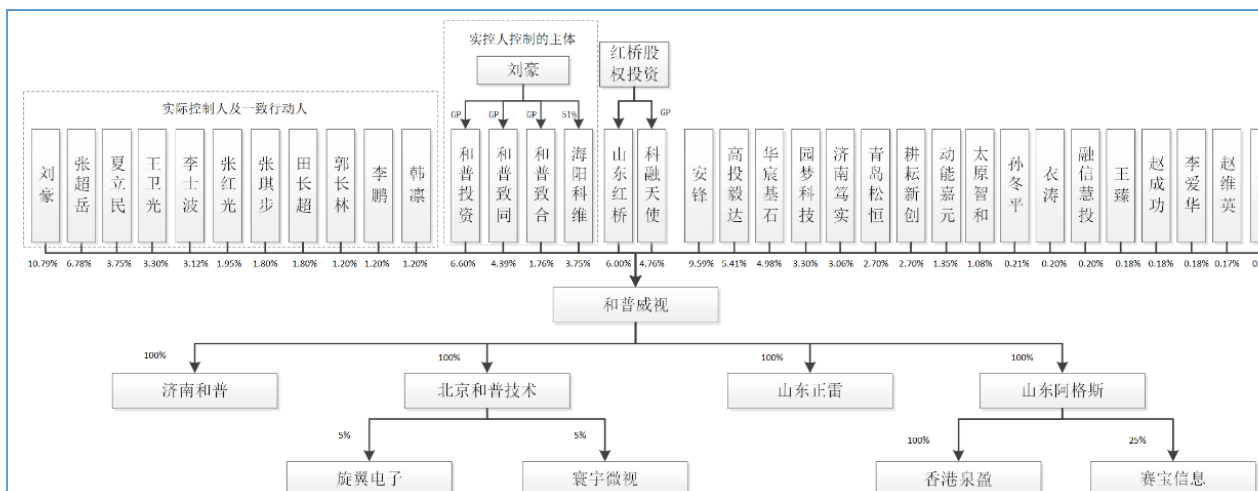 实控人控制的主体
红桥股
权投资
刘豪
实际控制人及一致行动人
GP
GP
GP
51%
GP
刘豪
张超岳
夏立民
王卫光
李士波
张红光
张琪步
田长超
郭长林
李鹏
韩凛
和普投资
和普致同
和普致合
海阳科维
山东红桥
科融天使
安锋
高投毅达
华宸基石
园梦科技
济南笃实
青岛松恒
耕耘新创
动能嘉元
太原智和
孙冬平
衣涛
融信慧投
王臻
赵成功
李爱华
赵维英
10.79%
6.78%
3.75%
3.30%
3.12%
1.95%
1.80%
1.80%
1.20%
1.20%
1.20%
6.60%
4.39%
1.76%
3.75%
6.00%
4.76%
9.59%
5.41%
4.98%
3.30%
3.06%
2.70%
2.70%
1.35%
1.08%
0.21%
0.20%
0.20%
0.18%
0.18%
0.18%
0.17%
和普威视
100%
100%
100%
100%
济南和普
北京和普技术
山东正雷
山东阿格斯
5%
5%
100%
25%
旋翼电子
寰宇微视
香港泉盈
赛宝信息